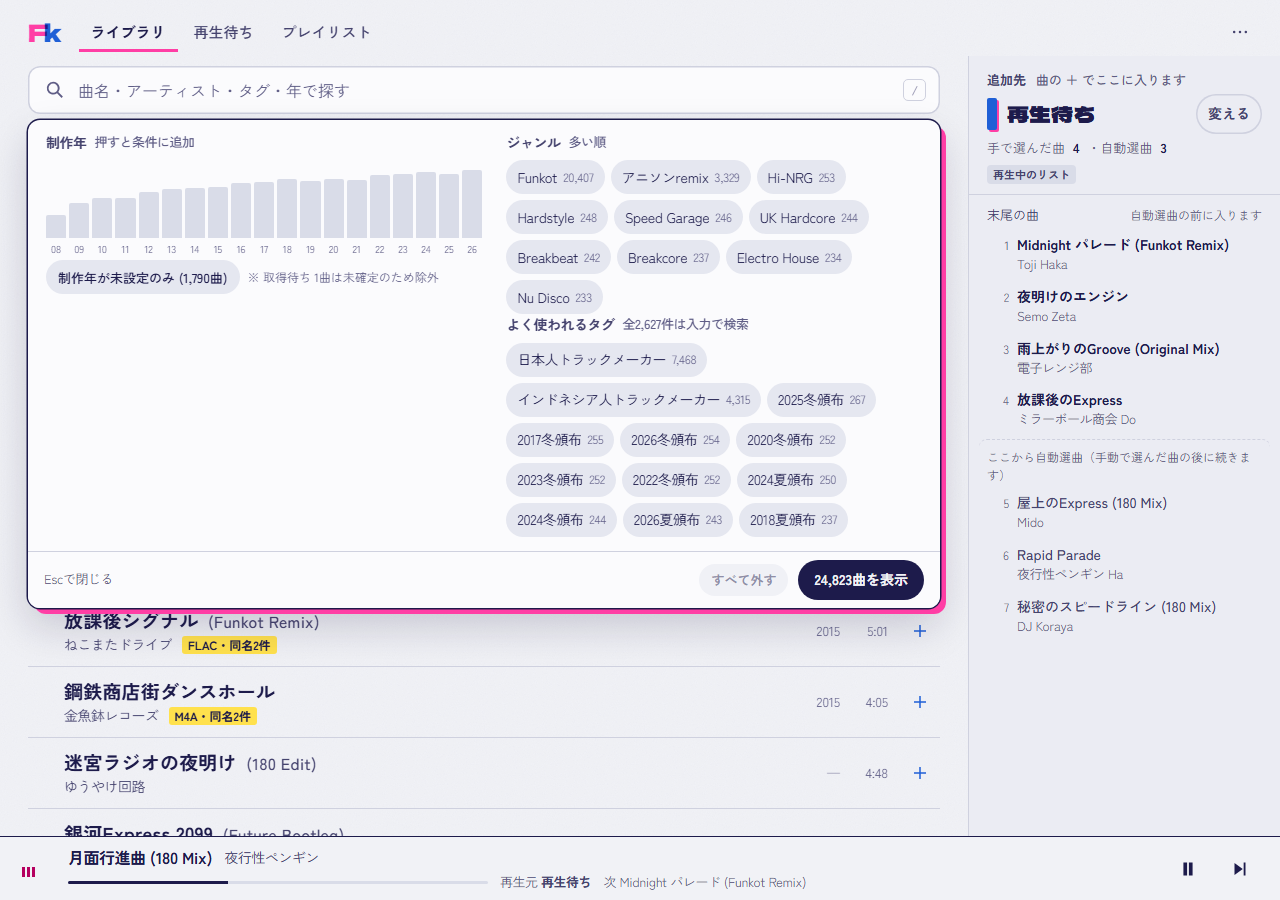 Fk ライブラリ 再生待ち プレイリスト …
曲名・アーティスト・タグ・年で探す /
制作年 押すと条件に追加
08 09 10 11 12 13 14 15 16 17 18 19 20 21 22 23 24 25 26
制作年が未設定のみ (1,790曲) ※ 取得待ち 1曲は未確定のため除外
ジャンル 多い順
Funkot 20,407 アニソンremix 3,329 Hi-NRG 253
Hardstyle 248 Speed Garage 246 UK Hardcore 244
Breakbeat 242 Breakcore 237 Electro House 234
Nu Disco 233
よく使われるタグ 全2,627件は入力で検索
日本人トラックメーカー 7,468
インドネシア人トラックメーカー 4,315 2025冬頒布 267
2017冬頒布 255 2026冬頒布 254 2020冬頒布 252
2023冬頒布 252 2022冬頒布 252 2024夏頒布 250
2024冬頒布 244 2026夏頒布 243 2018夏頒布 237
Escで閉じる すべて外す 24,823曲を表示
放課後シグナル (Funkot Remix)
ねこまたドライブ FLAC・同名2件 2015 5:01 +
鋼鉄商店街ダンスホール
金魚鉢レコーズ M4A・同名2件 2015 4:05 +
迷宮ラジオの夜明け (180 Edit)
ゆうやけ回路 — 4:48 +
銀河Express 2099 (Future Bootleg)
追加先 曲の + でここに入ります
再生待ち 変える
手で選んだ曲 4 ・自動選曲 3
再生中のリスト
末尾の曲 自動選曲の前に入ります
1 Midnight パレード (Funkot Remix)
Toji Haka
2 夜明けのエンジン
Semo Zeta
3 雨上がりのGroove (Original Mix)
電子レンジ部
4 放課後のExpress
ミラーボール商会 Do
ここから自動選曲（手動で選んだ曲の後に続きま
す）
5 屋上のExpress (180 Mix)
Mido
6 Rapid Parade
夜行性ペンギン Ha
7 秘密のスピードライン (180 Mix)
DJ Koraya
月面行進曲 (180 Mix) 夜行性ペンギン
再生元 再生待ち 次 Midnight パレード (Funkot Remix)